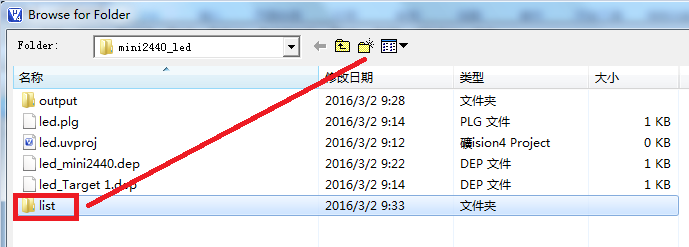 Browse for Folder
Folder: mini2440_led
名称 修改日期 类型 大小
output 2016/3/2 9:28 文件夹
led.plg 2016/3/2 9:14 PLG 文件 1 KB
led.uvproj 2016/3/2 9:12 礦ision4 Project 0 KB
led_mini2440.dep 2016/3/2 9:22 DEP 文件 1 KB
led_Target 1.dep 2016/3/2 9:14 DEP 文件 1 KB
list 2016/3/2 9:33 文件夹